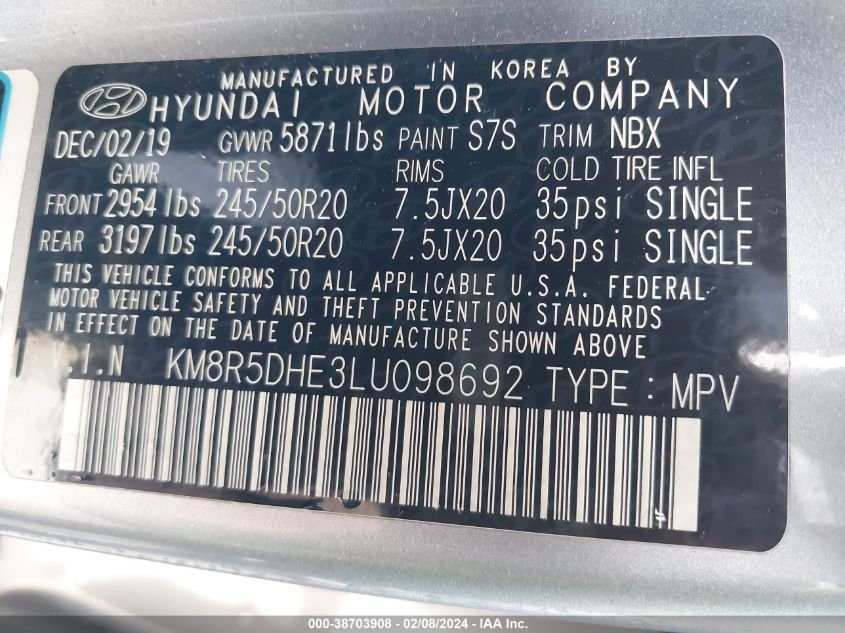 MANUFACTURED IN KOREA BY
HYUNDAI MOTOR COMPANY
DEC/02/19 GVWR 5871lbs PAINT S7S TRIM NBX
GAWR TIRES RIMS COLD TIRE INFL
FRONT 2954lbs 245/50R20 7.5JX20 35psi SINGLE
REAR 3197lbs 245/50R20 7.5JX20 35psi SINGLE
THIS VEHICLE CONFORMS TO ALL APPLICABLE U.S.A. FEDERAL
MOTOR VEHICLE SAFETY AND THEFT PREVENTION STANDARDS
IN EFFECT ON THE DATE OF MANUFACTURE SHOWN ABOVE
V.I.N KM8R5DHE3LU098692 TYPE : MPV
000-38703908 - 02/08/2024 - IAA Inc.